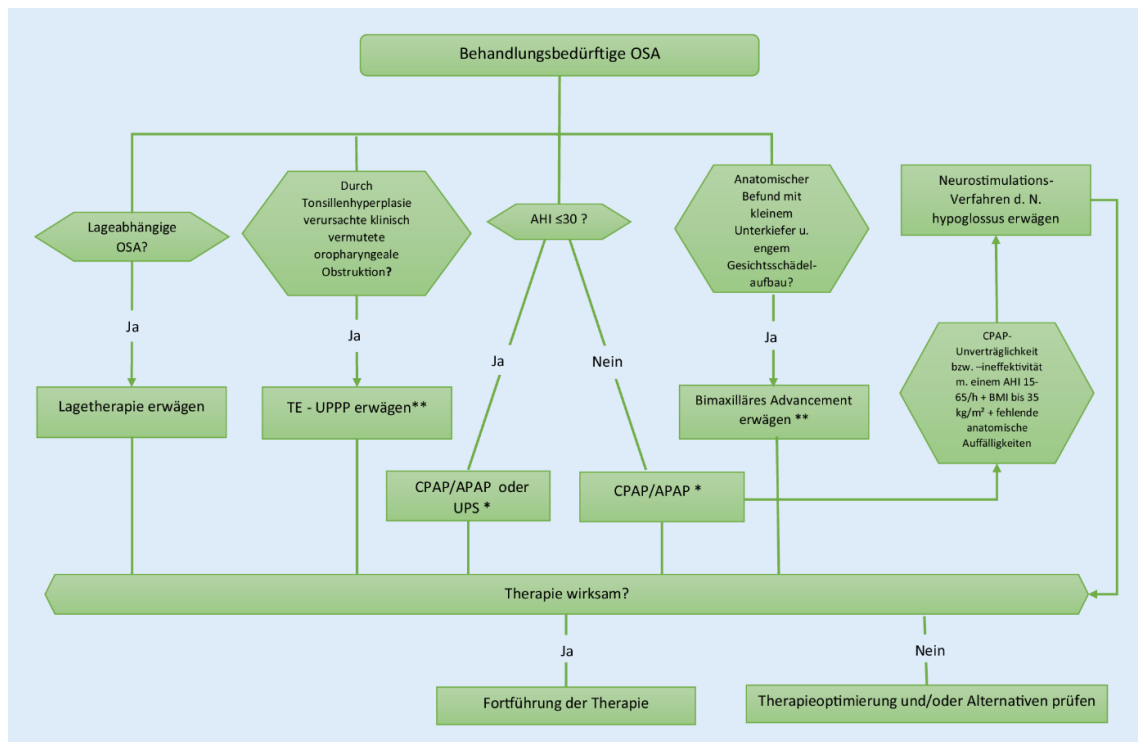 Behandlungsbedürftige OSA
Lageabhängige
OSA?
Durch
Tonsillenhyperplasie
verursachte klinisch
vermutete
oropharyngeale
Obstruktion?
AHI ≤30 ?
Anatomischer
Befund mit
kleinem
Unterkiefer u.
engem
Gesichtsschädel-
aufbau?
Neurostimulations-
Verfahren d. N.
hypoglossus erwägen
Ja
Ja
Ja
Nein
Ja
CPAP-
Unverträglichkeit
bzw. –ineffektivität
m. einem AHI 15-
65/h + BMI bis 35
kg/m² + fehlende
anatomische
Auffälligkeiten
Lagetherapie erwägen
TE - UPPP erwägen**
Bimaxilläres Advancement
erwägen **
CPAP/APAP oder
UPS *
CPAP/APAP *
Therapie wirksam?
Ja
Nein
Fortführung der Therapie
Therapieoptimierung und/oder Alternativen prüfen